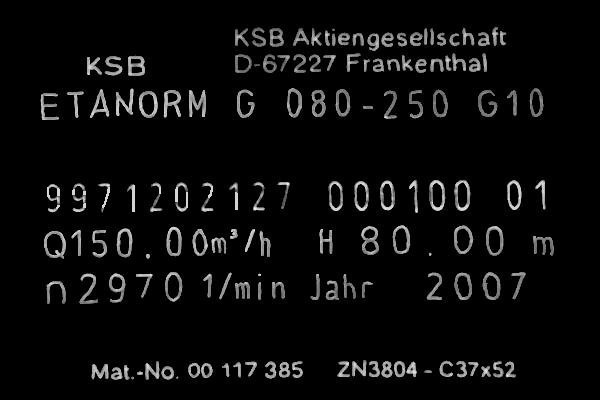 KSB Aktiengesellschaft
KSB D-67227 Frankenthal
ETANORM G 080-250 G10
9971202127 000100 01
Q150.00m³/h H 80.00 m
n2970 1/min Jahr 2007
Mat.-No. 00 117 385 ZN3804 - C37x52